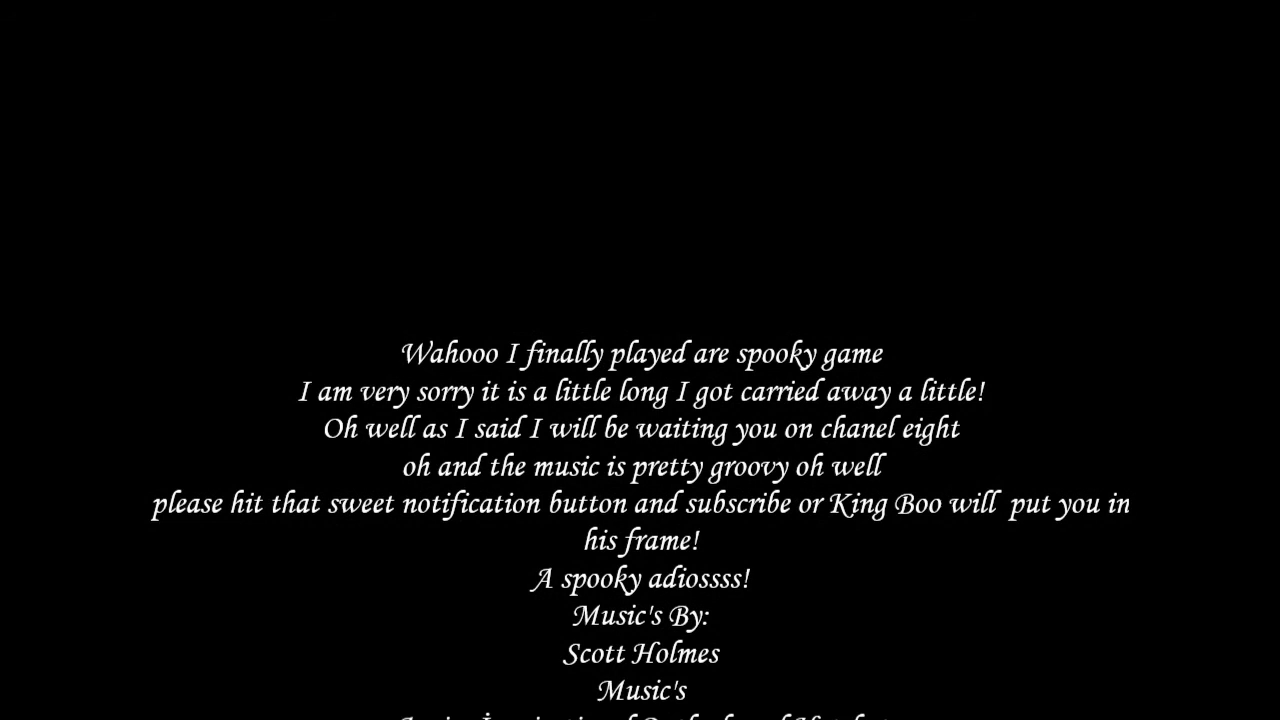 Wahooo I finally played are spooky game
I am very sorry it is a little long I got carried away a little!
Oh well as I said I will be waiting you on chanel eight
oh and the music is pretty groovy oh well
please hit that sweet notification button and subscribe or King Boo will  put you in
his frame!
A spooky adiossss!
Music's By:
Scott Holmes
Music's